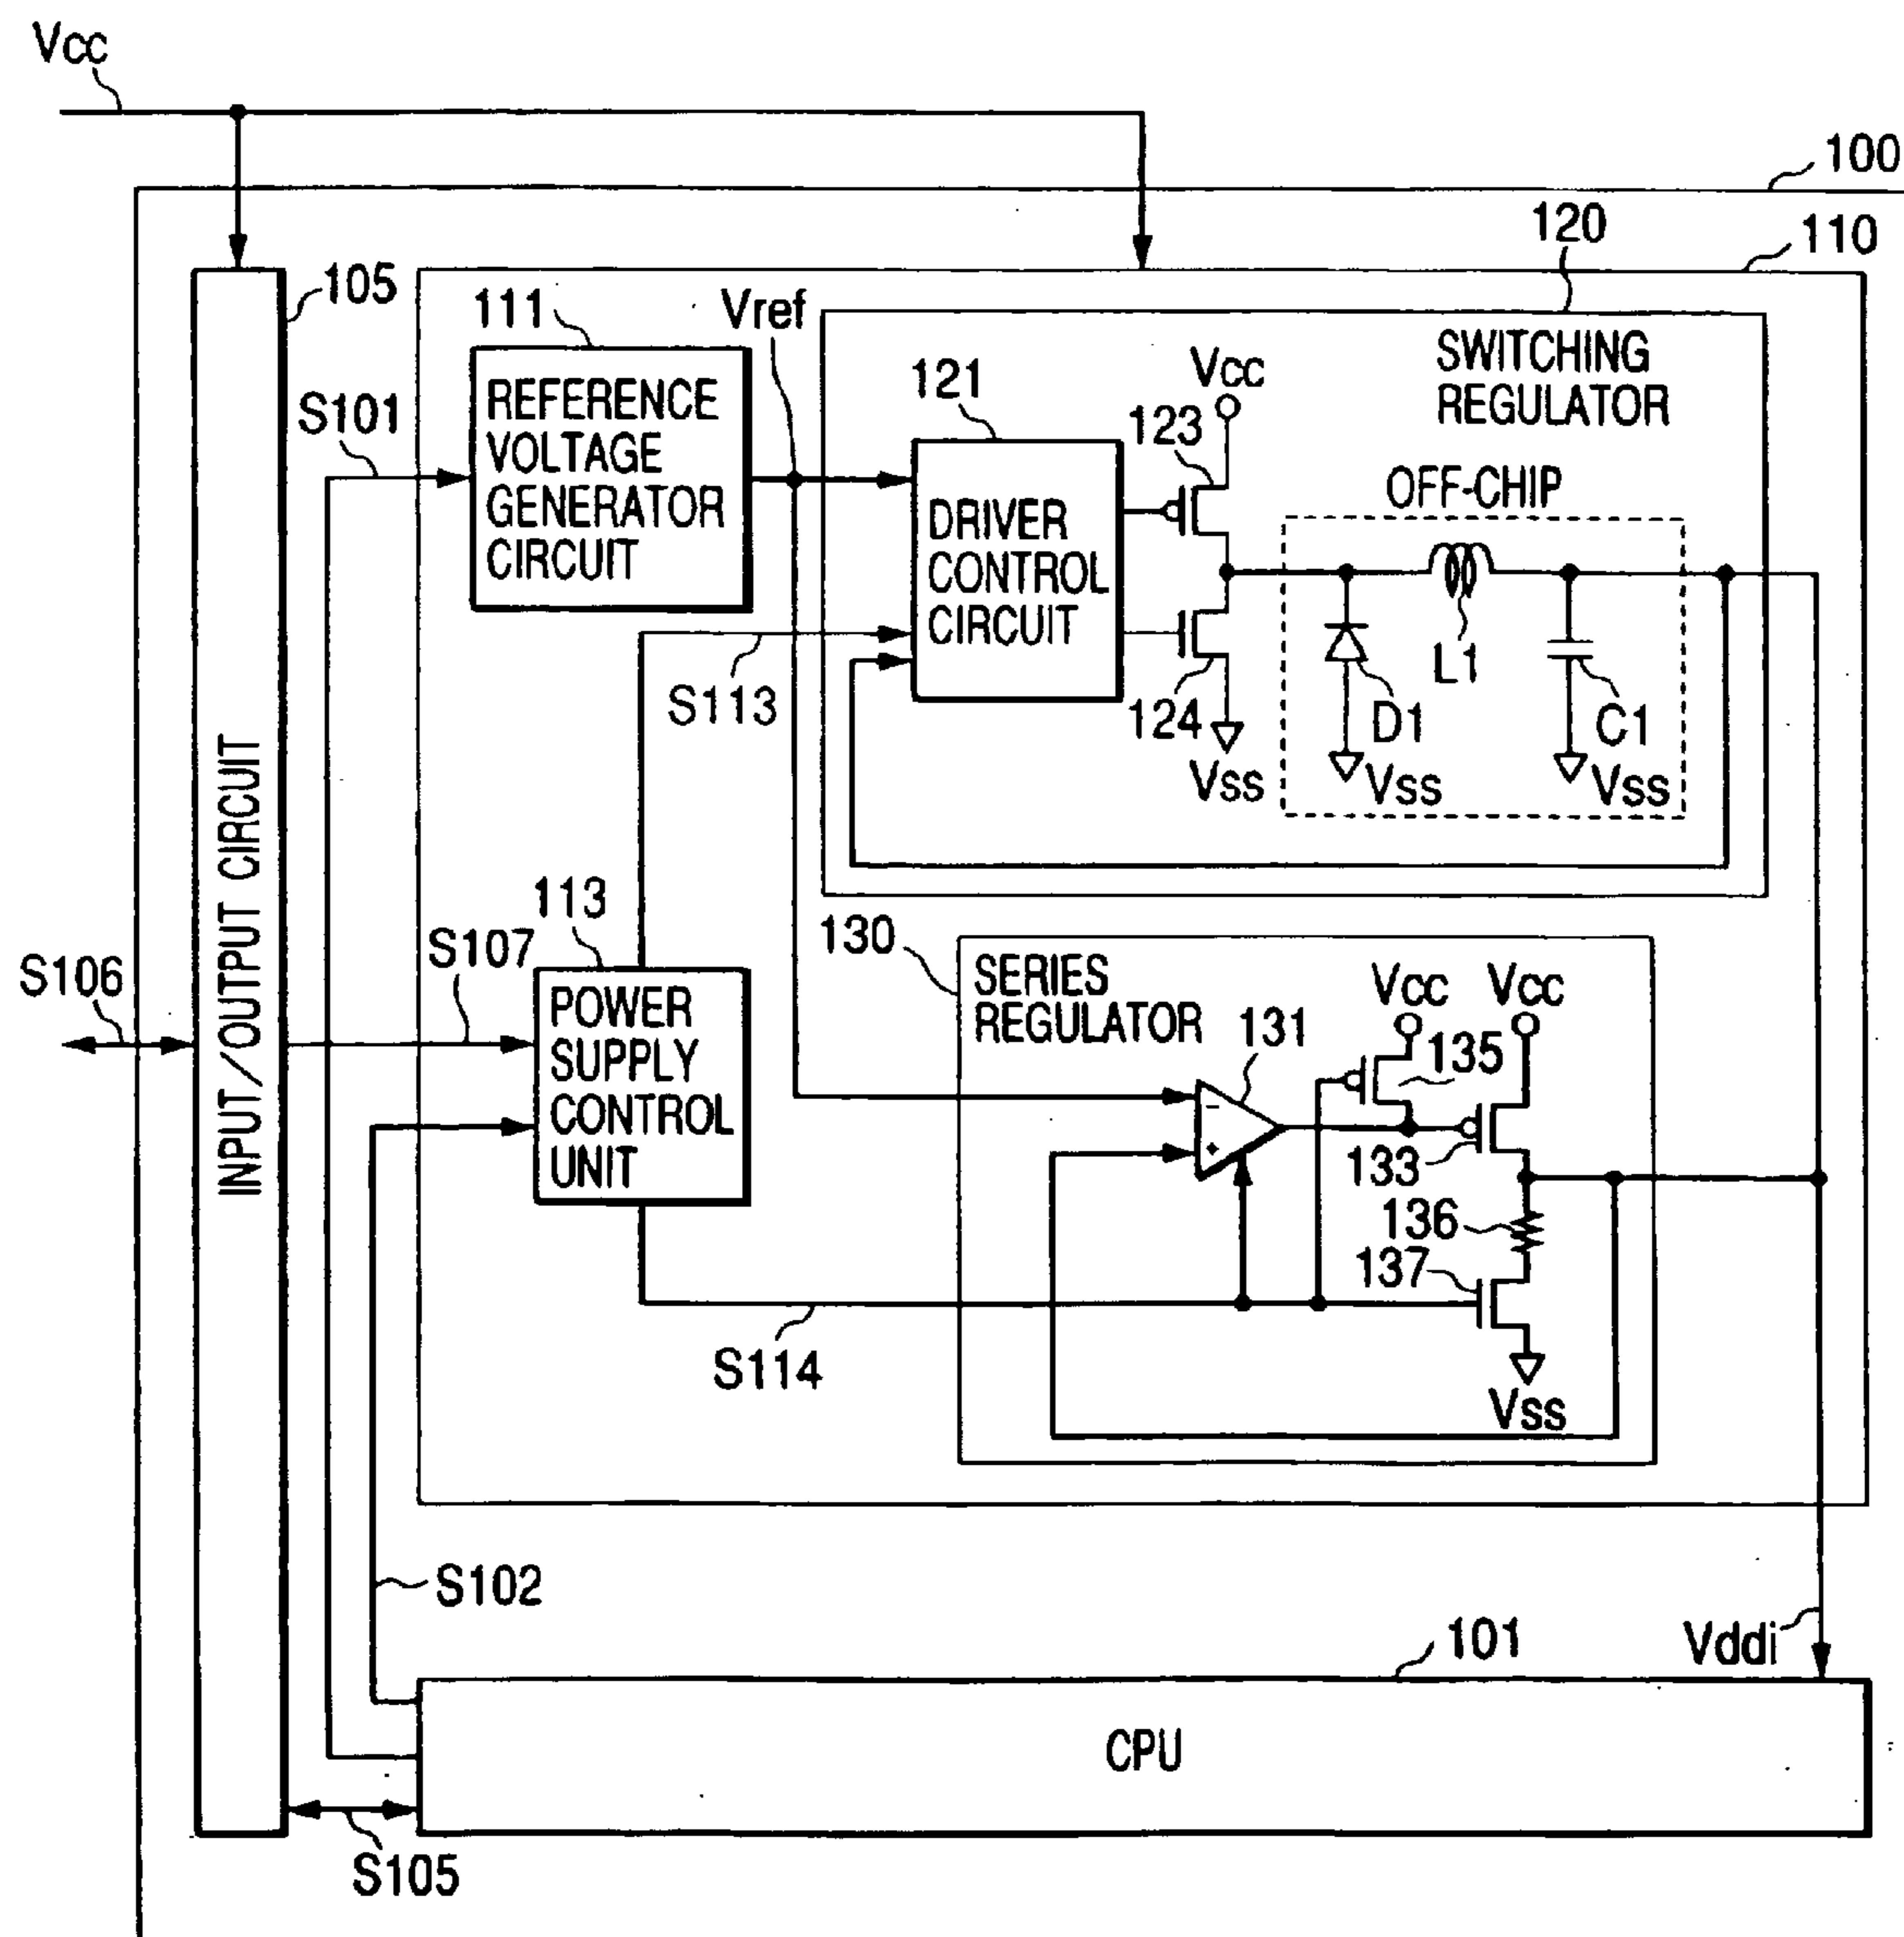 Vcc
100
120
110
105
111
Vref
SWITCHING
REGULATOR
121
Vcc
123
S101
REFERENCE
VOLTAGE
GENERATOR
CIRCUIT
OFF-CHIP
DRIVER
CONTROL
CIRCUIT
L1
S113
124
D1
C1
Vss
Vss
Vss
INPUT/OUTPUT CIRCUIT
113
130
S107
S106
SERIES
REGULATOR
Vcc
Vcc
POWER
SUPPLY
CONTROL
UNIT
131
135
-
+
133
136
137
S114
Vss
S102
101
Vddi
CPU
S105